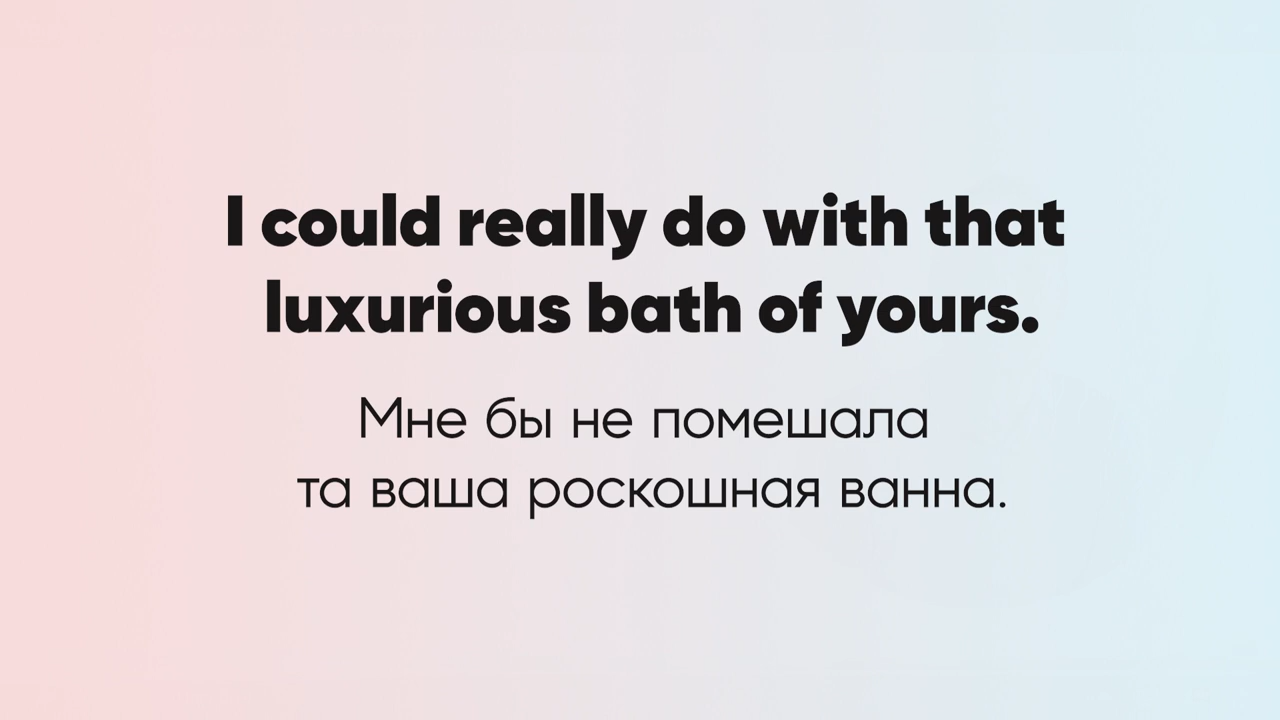 I could really do with that
luxurious bath of yours.
Мне бы не помешала
та ваша роскошная ванна.